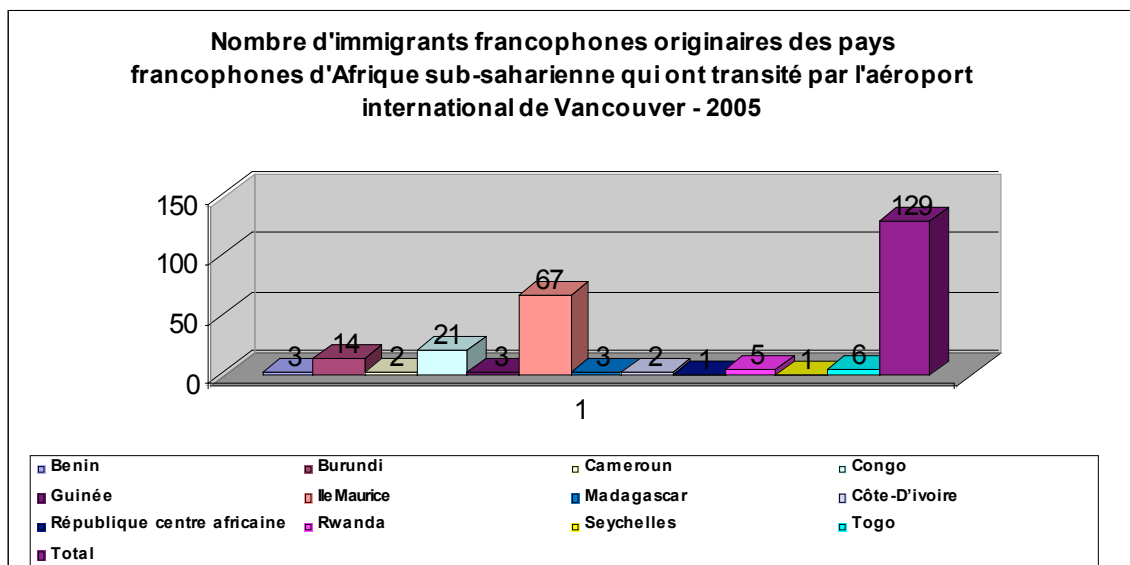 Nombre d'immigrants francophones originaires des pays
francophones d'Afrique sub-saharienne qui ont transité par l'aéroport
international de Vancouver - 2005
150
100
50
0
3 14 2 21 3 67 3 2 1 5 1 6 129
1
Benin Burundi Cameroun Congo
Guinée Ile Maurice Madagascar Côte-D'ivoire
République centre africaine Rwanda Seychelles Togo
Total